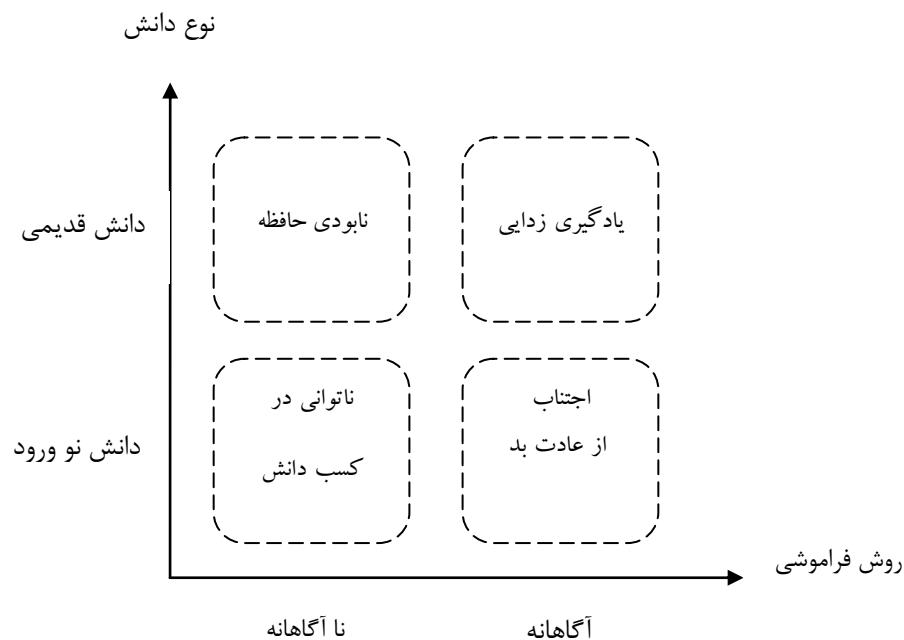 نوع دانش
دانش قدیمی
یادگیری زدایی
نابودی حافظه
دانش نو ورود
اجتناب
از عادت بد
ناتوانی در
کسب دانش
روش فراموشی
آگاهانه
نا آگاهانه